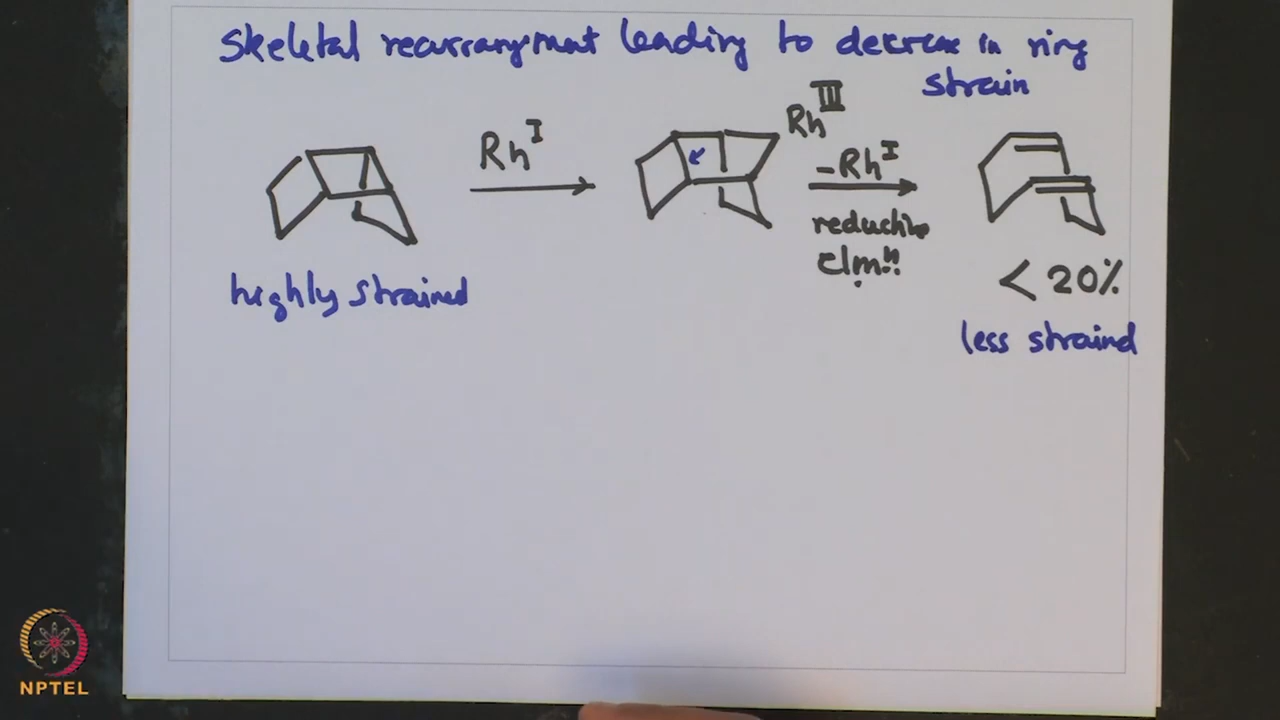 Skeletal rearrangement leading to decrease in ring
strain
Rh^I
Rh^III
-Rh^I
reductive
elmⁿ.
< 20%
highly strained
less strained
NPTEL